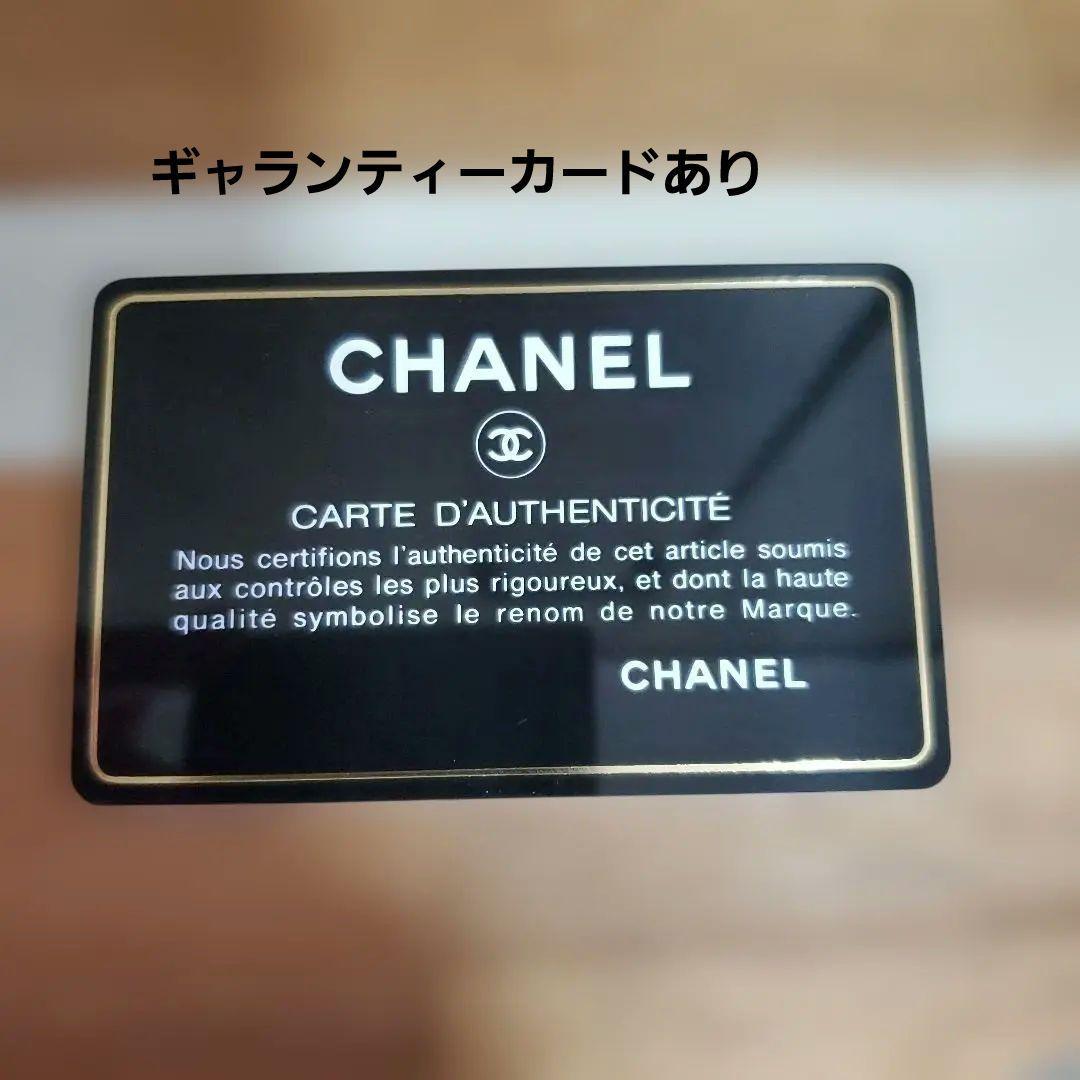 ギャランティーカードあり
CHANEL
CARTE D'AUTHENTICITÉ
Nous certifions l'authenticité de cet article soumis
aux contrôles les plus rigoureux, et dont la haute
qualité symbolise le renom de notre Marque.
CHANEL